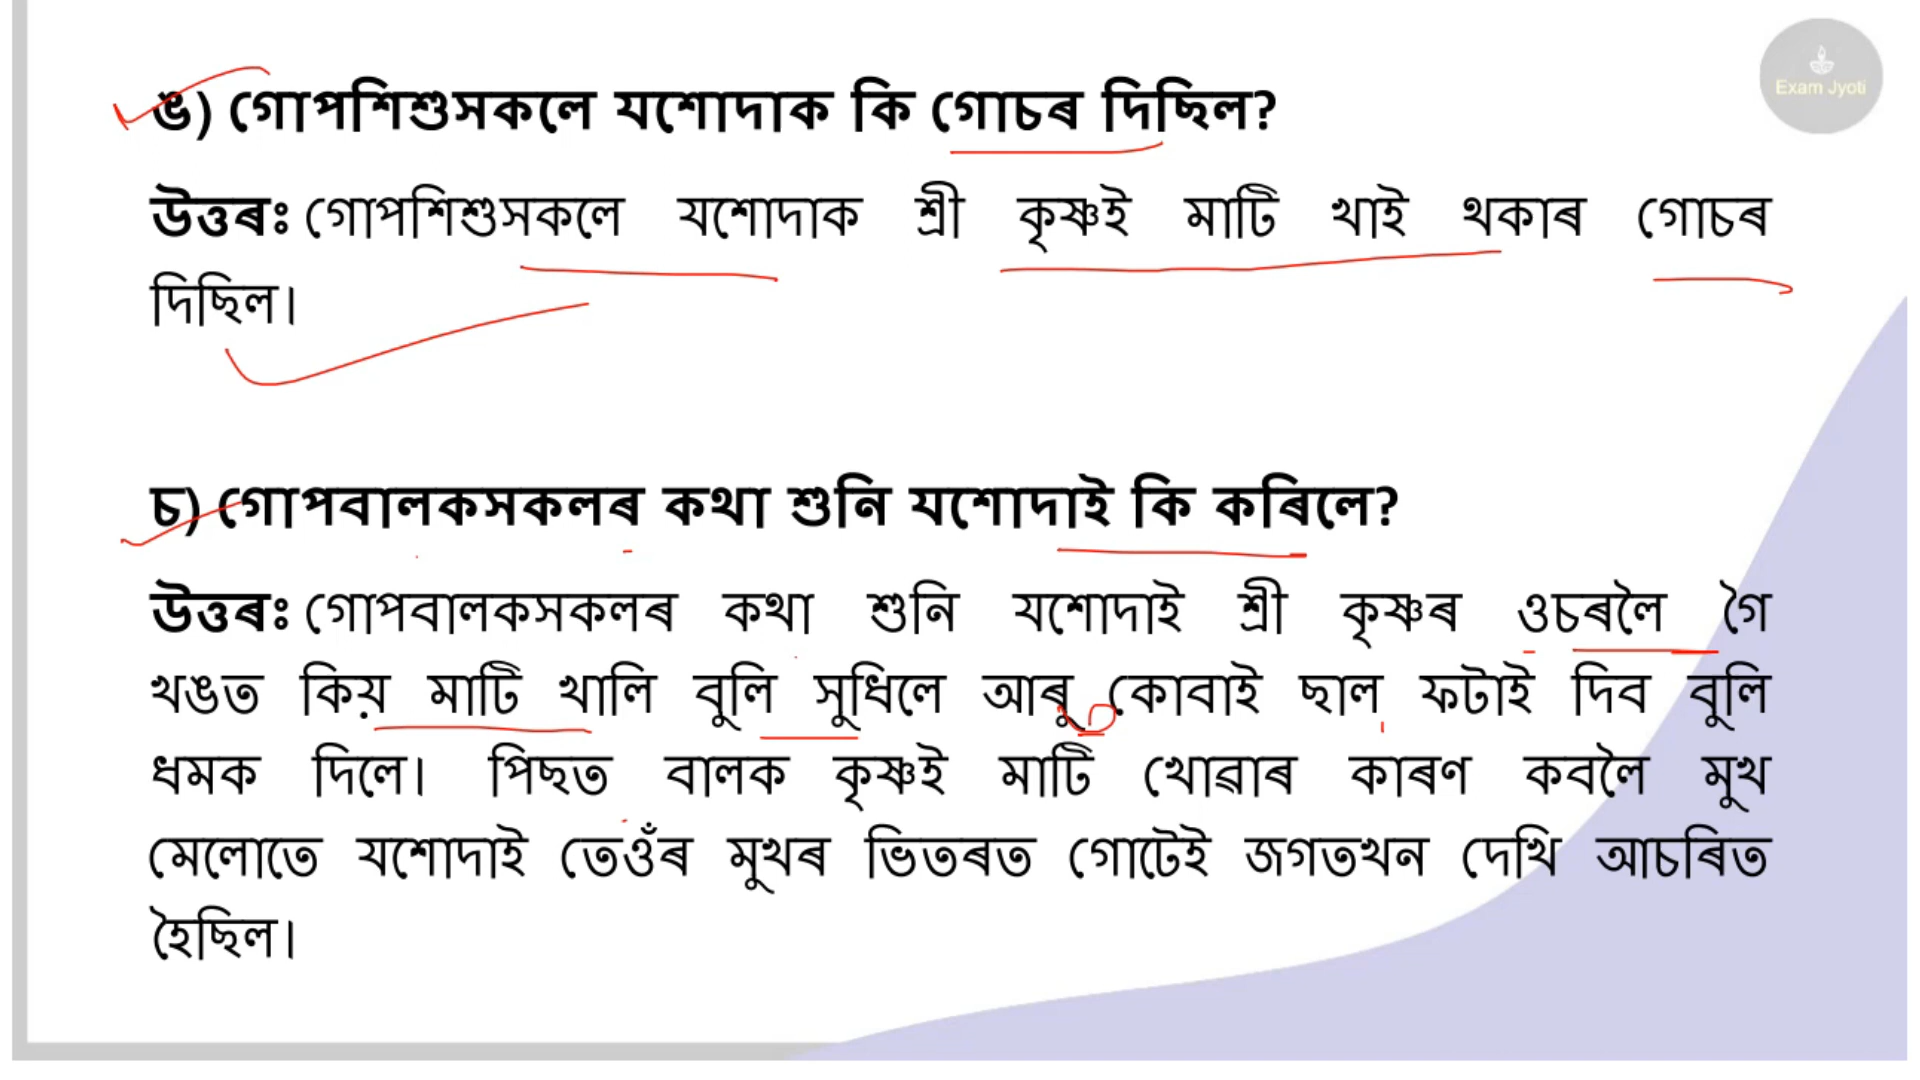 Exam Jyoti
ঙ) গোপশিশুসকলে যশোদাক কি গোচৰ দিছিল?
উত্তৰঃ গোপশিশুসকলে যশোদাক শ্ৰী কৃষ্ণই মাটি খাই থকাৰ গোচৰ
দিছিল।
চ) গোপবালকসকলৰ কথা শুনি যশোদাই কি কৰিলে?
উত্তৰঃ গোপবালকসকলৰ কথা শুনি যশোদাই শ্ৰী কৃষ্ণৰ ওচৰলৈ গৈ
খঙত কিয় মাটি খালি বুলি সুধিলে আৰু কোবাই ছাল ফটাই দিব বুলি
ধমক দিলে। পিছত বালক কৃষ্ণই মাটি খোৱাৰ কাৰণ কবলৈ মুখ
মেলোতে যশোদাই তেওঁৰ মুখৰ ভিতৰত গোটেই জগতখন দেখি আচৰিত
হৈছিল।